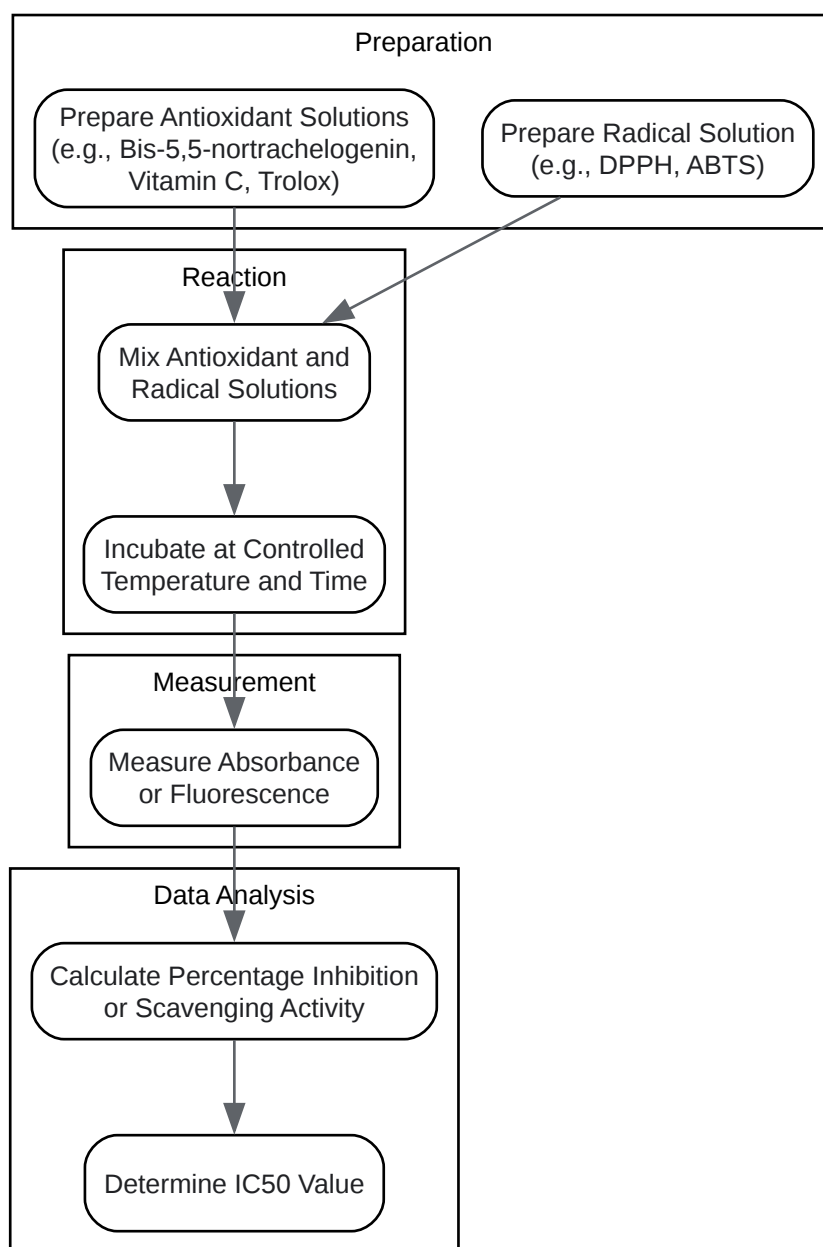 Preparation
Prepare Antioxidant Solutions
(e.g., Bis-5,5-nortrachelogenin,
Vitamin C, Trolox)
Prepare Radical Solution
(e.g., DPPH, ABTS)
Reaction
Mix Antioxidant and
Radical Solutions
Incubate at Controlled
Temperature and Time
Measurement
Measure Absorbance
or Fluorescence
Data Analysis
Calculate Percentage Inhibition
or Scavenging Activity
Determine IC50 Value